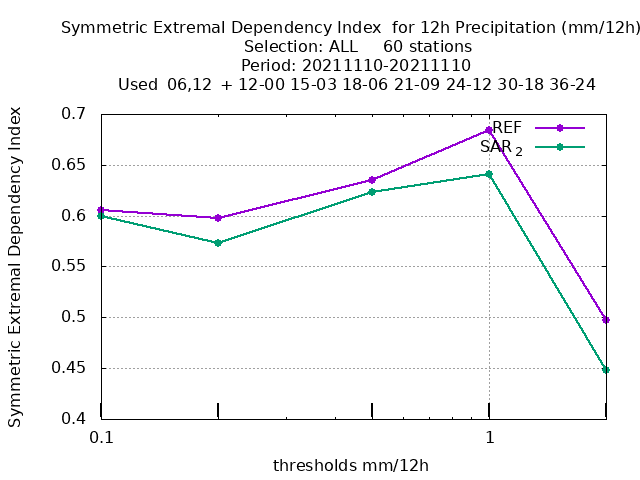 Symmetric Extremal Dependency Index  for 12h Precipitation (mm/12h)
Selection: ALL     60 stations
Period: 20211110-20211110
Used  06,12  + 12-00 15-03 18-06 21-09 24-12 30-18 36-24
Symmetric Extremal Dependency Index
0.7
0.65
0.6
0.55
0.5
0.45
0.4
REF
SAR₂
0.1
1
thresholds mm/12h